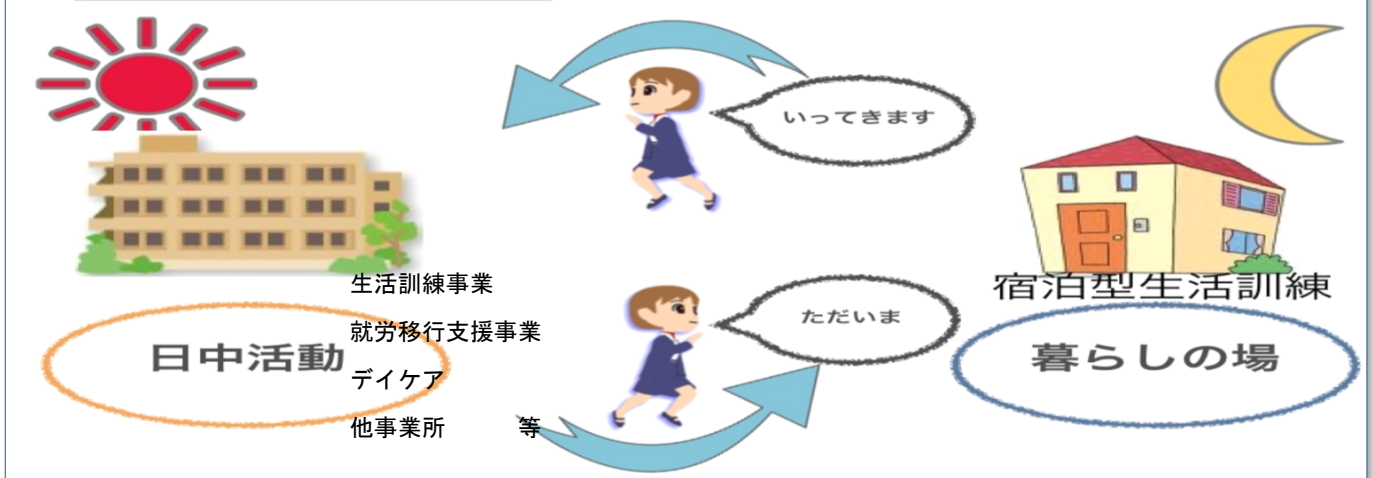 いってきます
宿泊型生活訓練
生活訓練事業
就労移行支援事業
日中活動
デイケア
他事業所 等
ただいま
暮らしの場